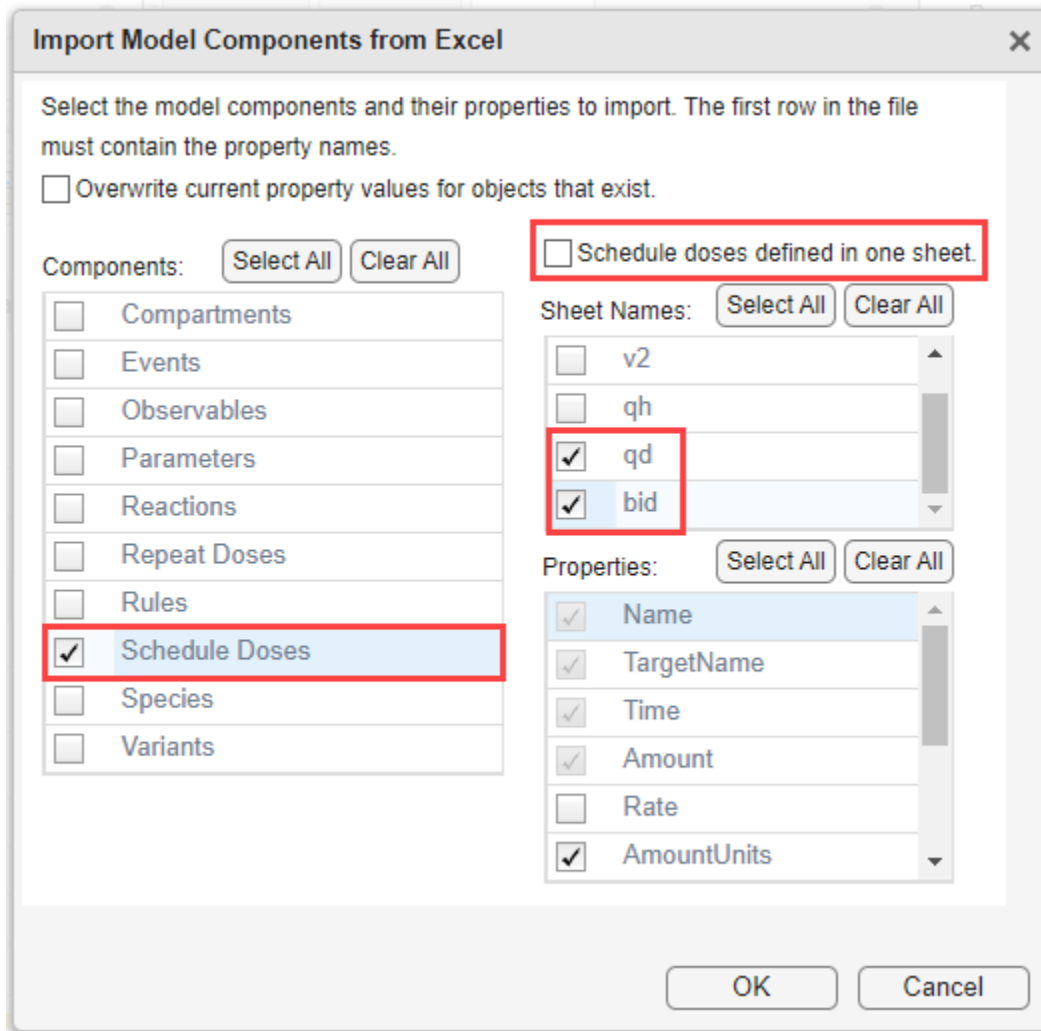 Import Model Components from Excel
Select the model components and their properties to import. The first row in the file
must contain the property names.
Overwrite current property values for objects that exist.
Components:
Select All
Clear All
Compartments
Events
Observables
Parameters
Reactions
Repeat Doses
Rules
Schedule Doses
Species
Variants
Schedule doses defined in one sheet.
Sheet Names:
Select All
Clear All
v2
qh
qd
bid
Properties:
Select All
Clear All
Name
TargetName
Time
Amount
Rate
AmountUnits
OK
Cancel